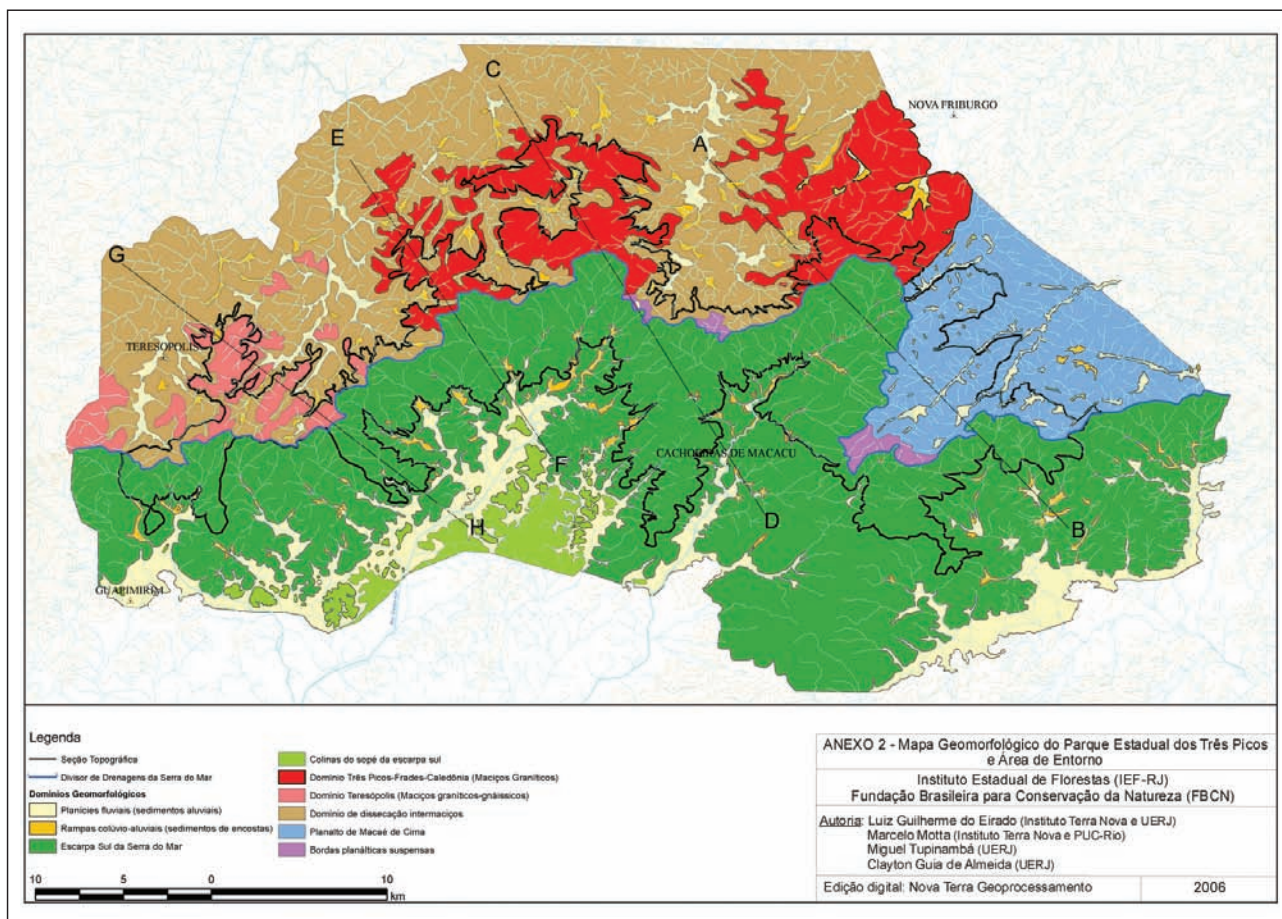 C
NOVA FRIBURGO
E
A
G
TERESÓPOLIS
CACHOEIRAS DE MACACU
F
H
D
B
GUAPIMIRIM
Legenda
Seção Topográfica
Divisor de Drenagens da Serra do Mar
Domínios Geomorfológicos
Planícies fluviais (sedimentos aluviais)
Rampas colúvio-aluviais (sedimentos de encostas)
Escarpa Sul da Serra do Mar
Colinas do sopé da escarpa sul
Domínio Três Picos-Frades-Caledônia (Maciços Graníticos)
Domínio Teresópolis (Maciços graníticos-gnáissicos)
Domínio de dissecação intermaciços
Planalto de Macaé de Cima
Bordas planálticas suspensas
10 5 0 10
km
ANEXO 2 - Mapa Geomorfológico do Parque Estadual dos Três Picos
e Área de Entorno
Instituto Estadual de Florestas (IEF-RJ)
Fundação Brasileira para Conservação da Natureza (FBCN)
Autoria: Luiz Guilherme do Eirado (Instituto Terra Nova e UERJ)
Marcelo Motta (Instituto Terra Nova e PUC-Rio)
Miguel Tupinambá (UERJ)
Clayton Guia de Almeida (UERJ)
Edição digital: Nova Terra Geoprocessamento
2006